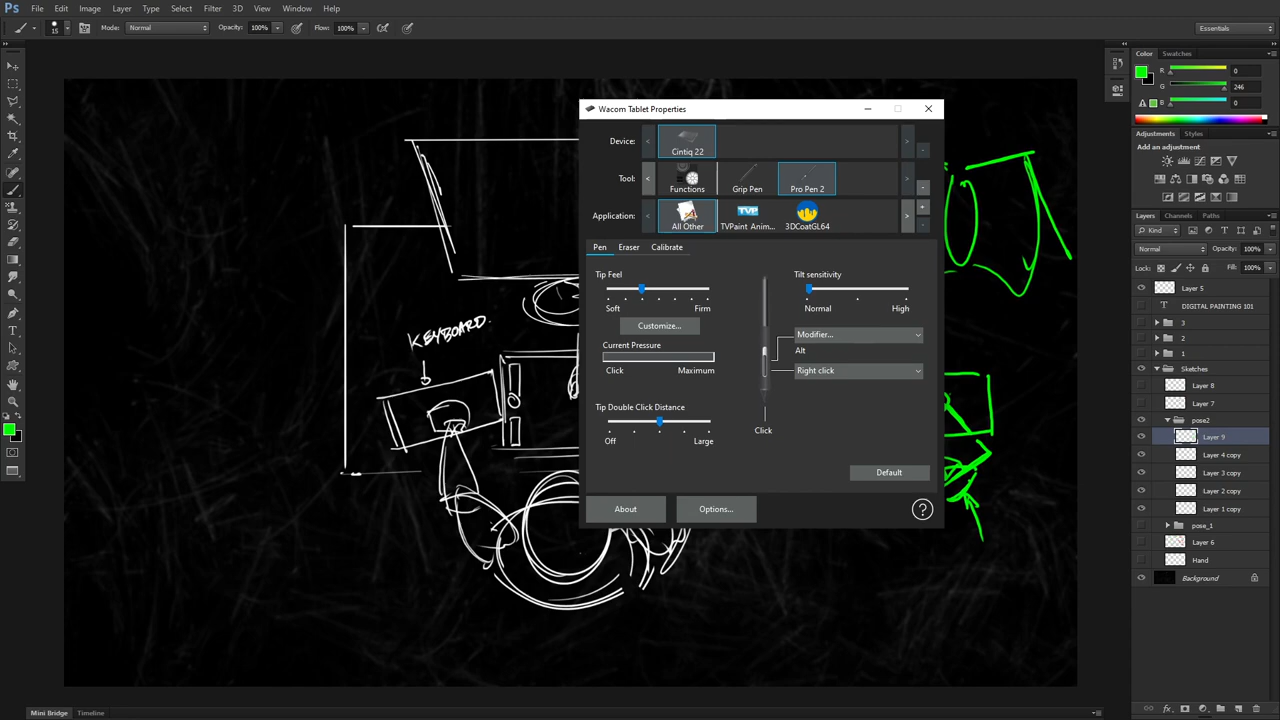 Ps File Edit Image Layer Type Select Filter 3D View Window Help
15 Mode: Normal Opacity: 100% Flow: 100% Essentials
Color Swatches
R 0
G 246
B 0
Adjustments Styles
Add an adjustment
Layers Channels Paths
Kind
Normal Opacity: 100%
Lock: Fill: 100%
Layer 5
T DIGITAL PAINTING 101
3
2
1
Sketches
Layer 8
Layer 7
pose2
Layer 9
Layer 4 copy
Layer 3 copy
Layer 2 copy
Layer 1 copy
pose_1
Layer 6
Hand
Background
KEYBOARD
Wacom Tablet Properties
Device: Cintiq 22
Tool: Functions Grip Pen Pro Pen 2
Application: All Other TVPaint Anim... 3DCoatGL64
TVP
Pen Eraser Calibrate
Tip Feel
Soft Firm
Customize...
Current Pressure
Click Maximum
Tip Double Click Distance
Off Large
Tilt sensitivity
Normal High
Modifier...
Alt
Right click
Click
Default
About Options... ?
Mini Bridge Timeline